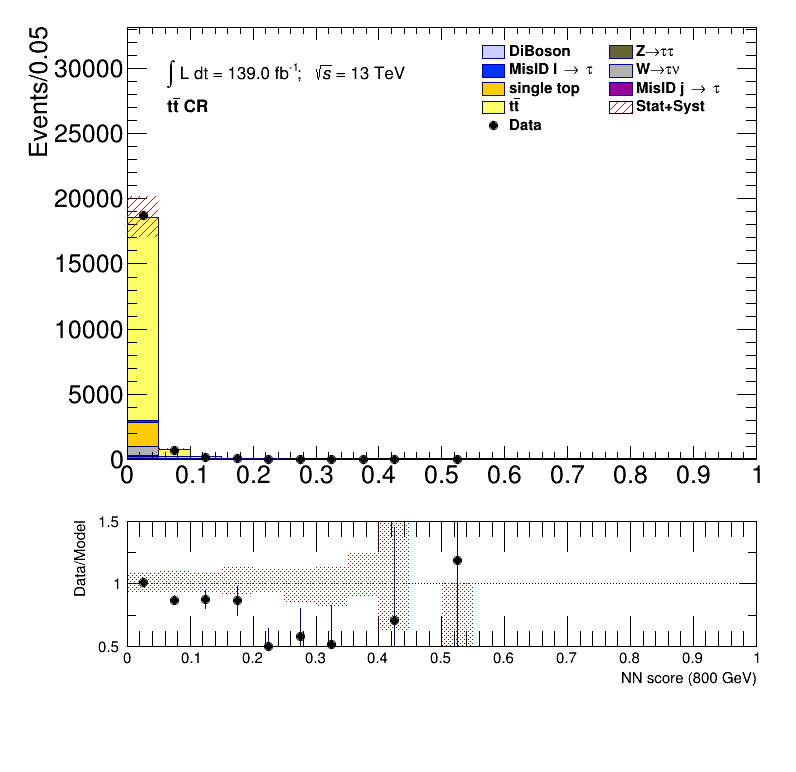 Events/0.05
30000
25000
20000
15000
10000
5000
0
∫ L dt = 139.0 fb⁻¹; √s = 13 TeV
tt̄ CR
DiBoson
Z→ττ
MisID l → τ
W→τν
single top
MisID j → τ
tt̄
Stat+Syst
Data
0 0.1 0.2 0.3 0.4 0.5 0.6 0.7 0.8 0.9 1
Data/Model
1.5
1
0.5
0 0.1 0.2 0.3 0.4 0.5 0.6 0.7 0.8 0.9 1
NN score (800 GeV)